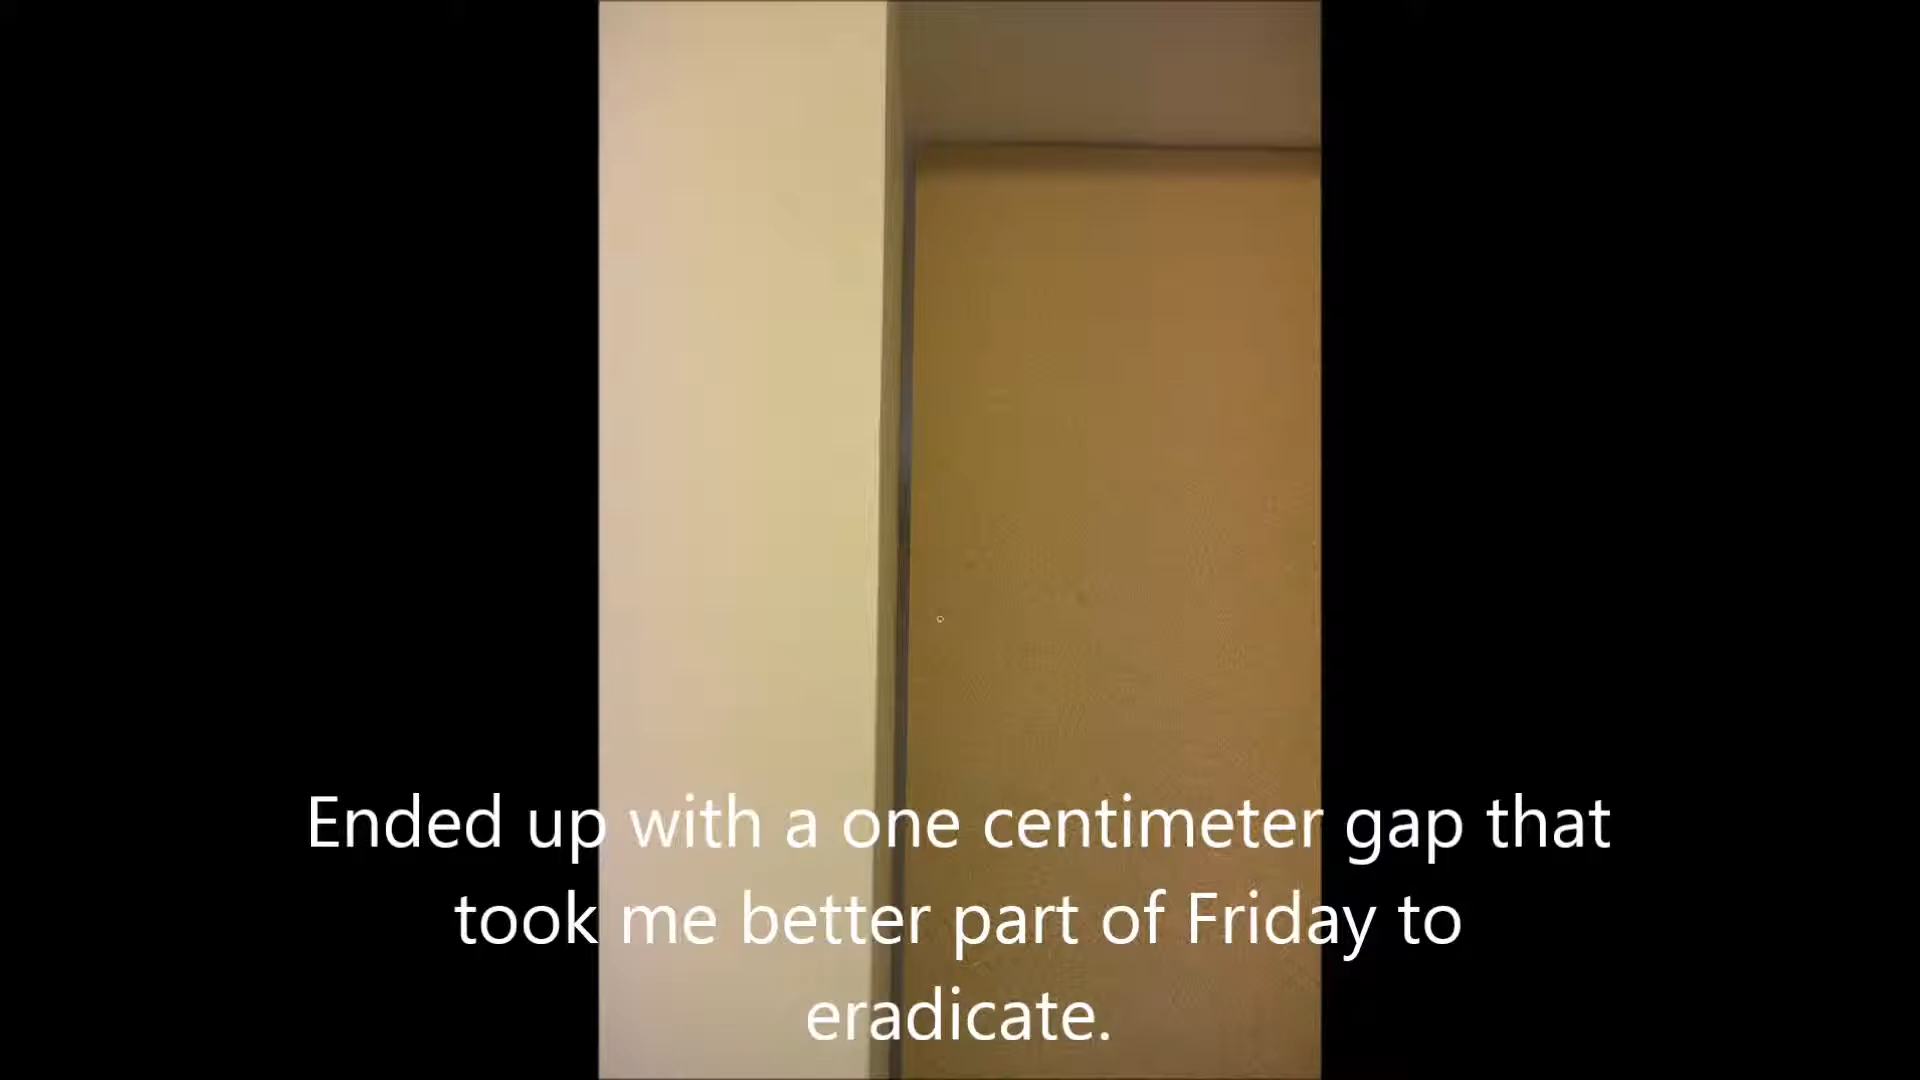 Ended up with a one centimeter gap that
took me better part of Friday to
eradicate.